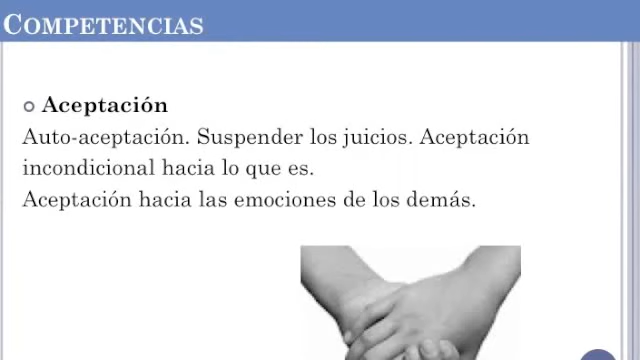 COMPETENCIAS
Aceptación
Auto-aceptación. Suspender los juicios. Aceptación
incondicional hacia lo que es.
Aceptación hacia las emociones de los demás.